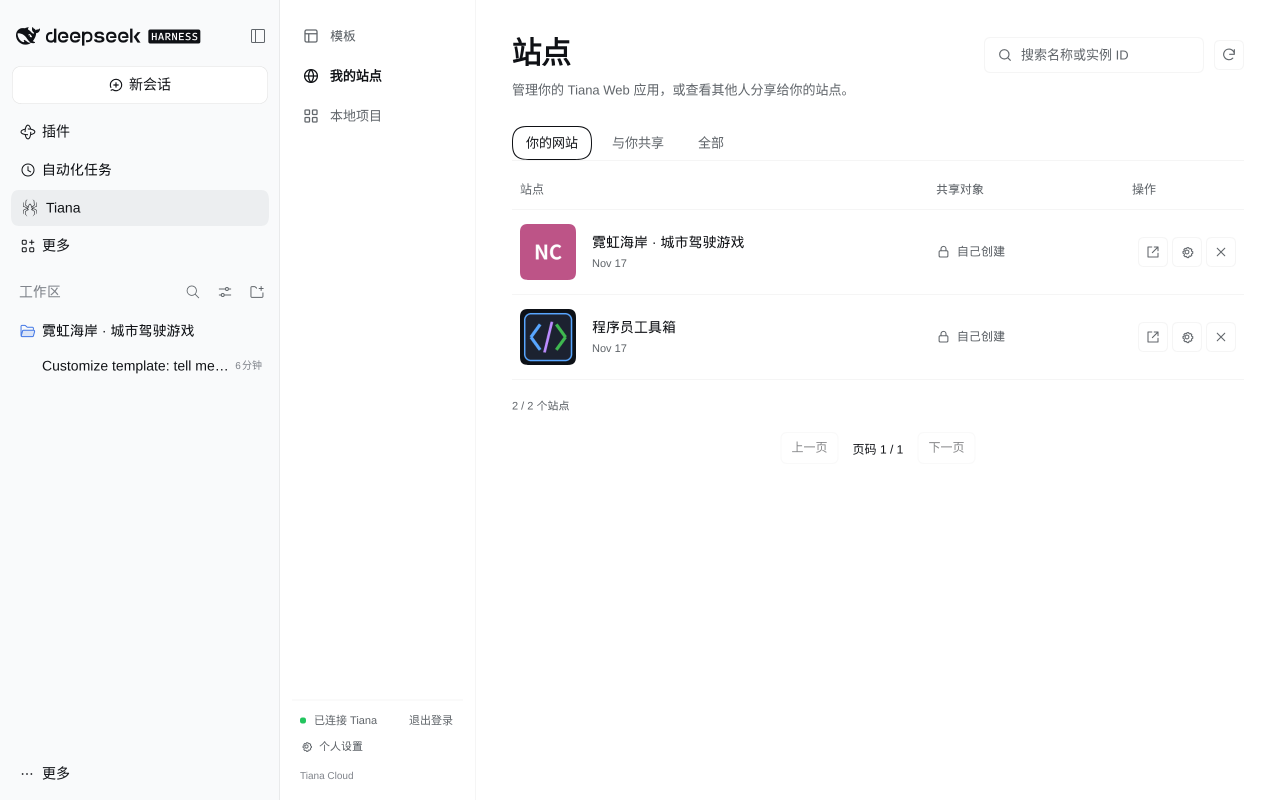 deepseek HARNESS
新会话
插件
自动化任务
Tiana
更多
工作区
霓虹海岸 · 城市驾驶游戏
Customize template: tell me… 6分钟
更多
模板
我的站点
本地项目
已连接 Tiana 退出登录
个人设置
Tiana Cloud
站点
搜索名称或实例 ID
管理你的 Tiana Web 应用，或查看其他人分享给你的站点。
你的网站 与你共享 全部
站点 共享对象 操作
NC
霓虹海岸 · 城市驾驶游戏
Nov 17
自己创建
程序员工具箱
Nov 17
自己创建
2 / 2 个站点
上一页 页码 1 / 1 下一页